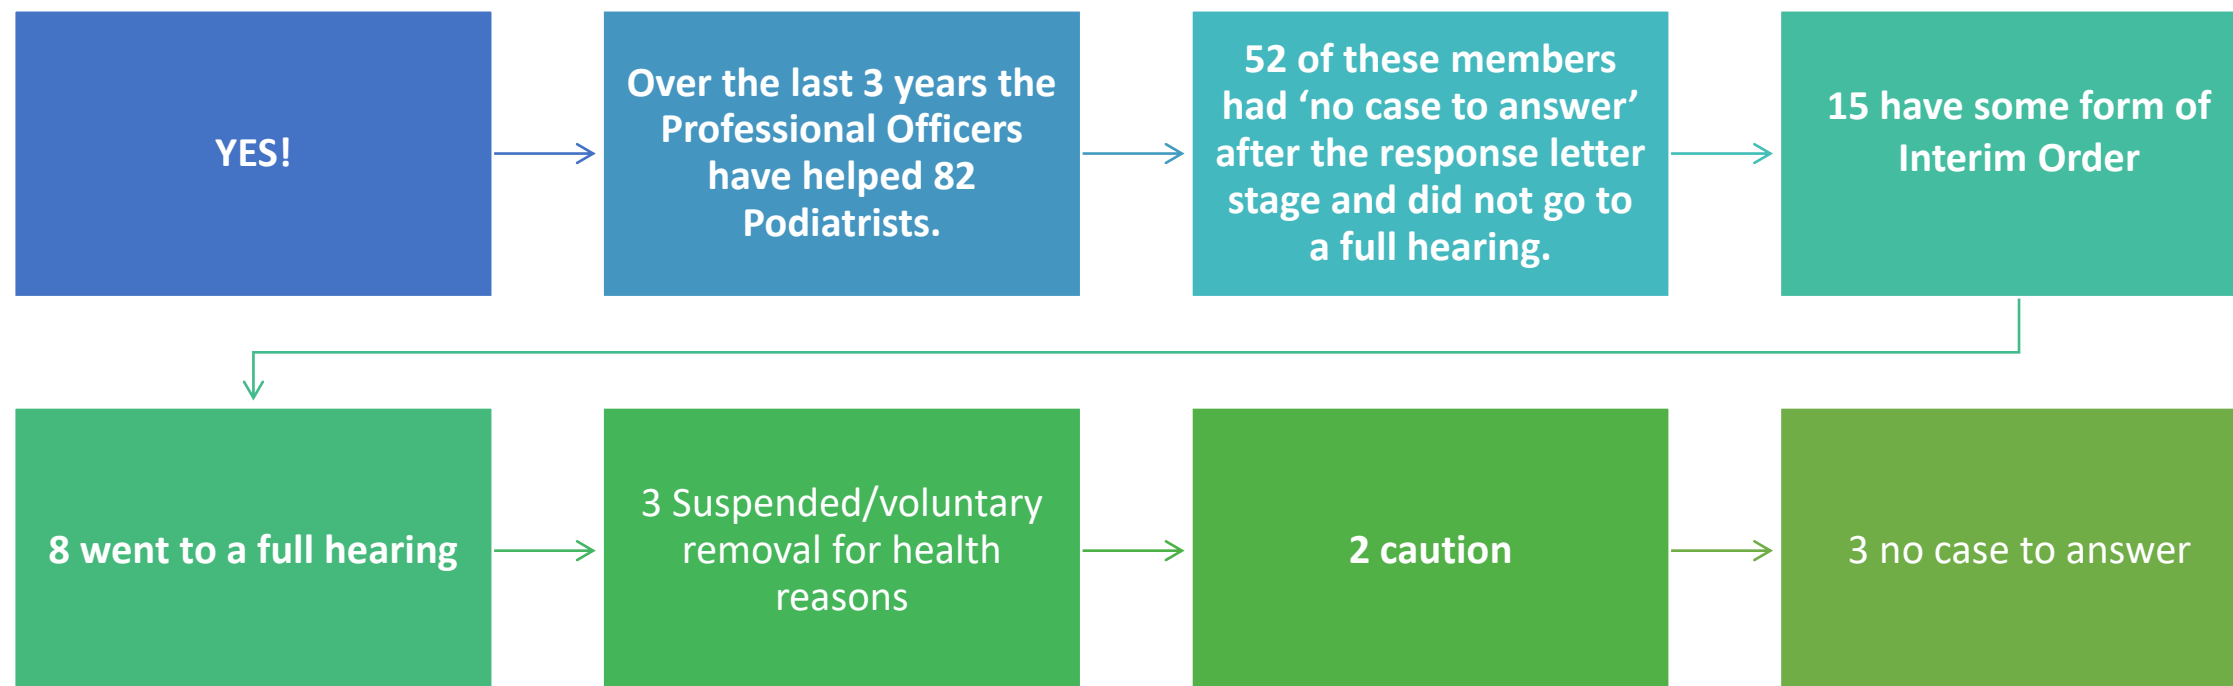 YES!
Over the last 3 years the
Professional Officers
have helped 82
Podiatrists.
52 of these members
had ‘no case to answer’
after the response letter
stage and did not go to
a full hearing.
15 have some form of
Interim Order
8 went to a full hearing
3 Suspended/voluntary
removal for health
reasons
2 caution
3 no case to answer